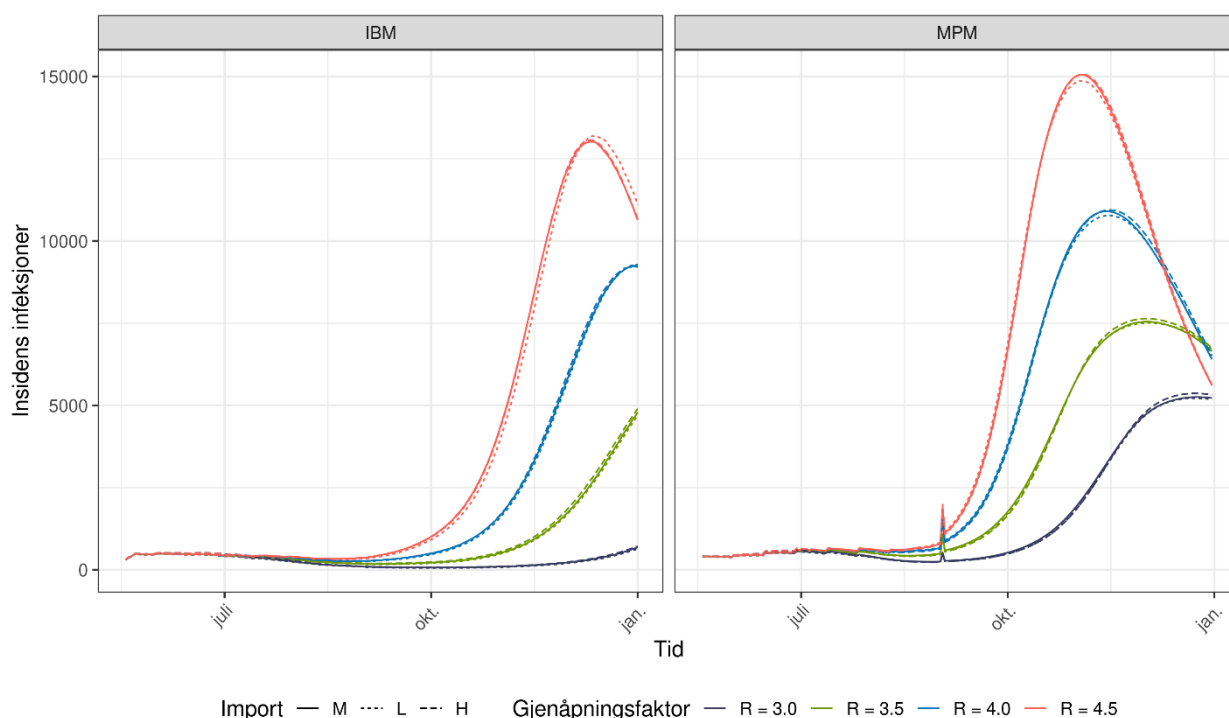 IBM MPM
15000
10000
5000
0
Insidens infeksjoner
juli okt. jan. juli okt. jan.
Tid
Import M L H Gjenåpningsfaktor R = 3.0 R = 3.5 R = 4.0 R = 4.5